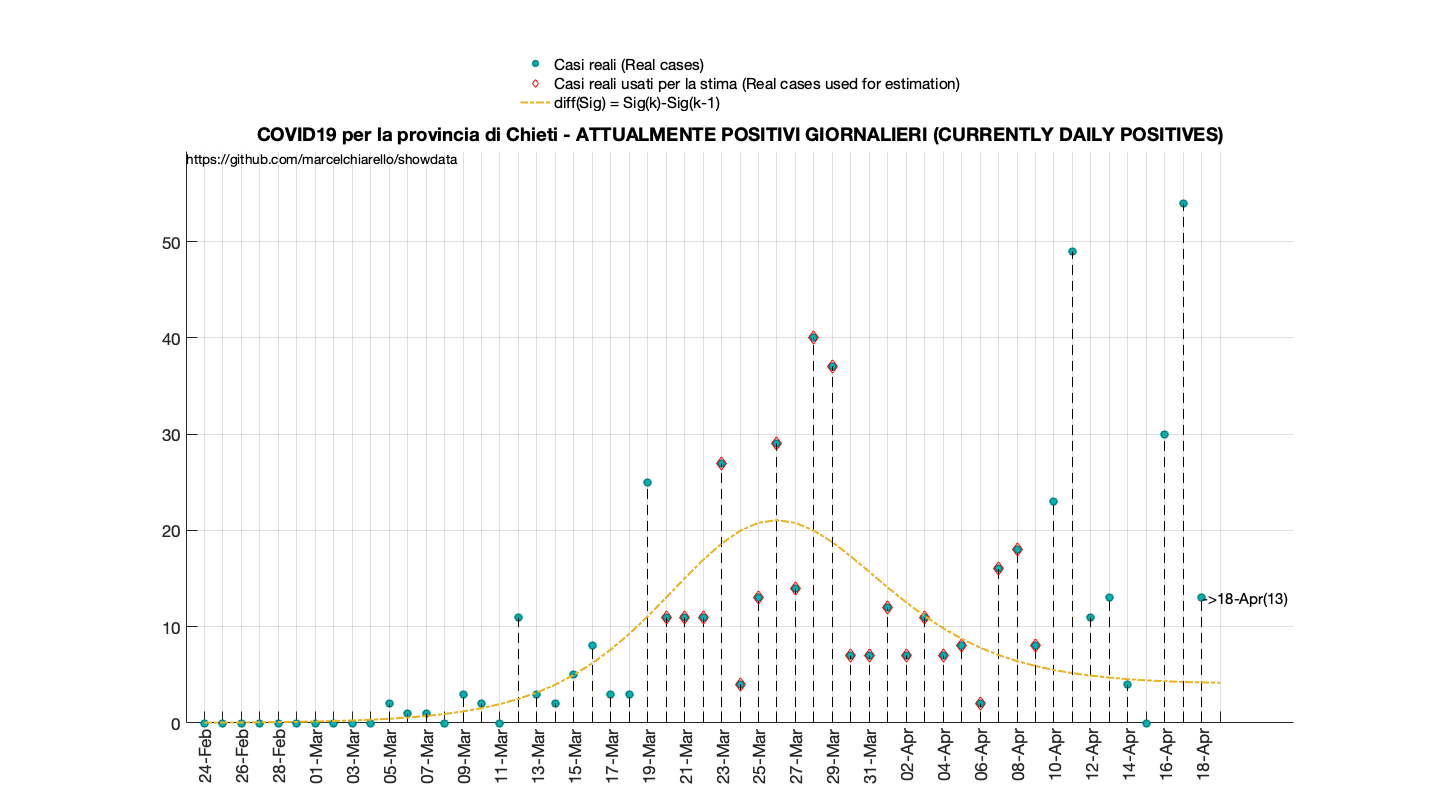 Casi reali (Real cases)
Casi reali usati per la stima (Real cases used for estimation)
diff(Sig) = Sig(k)-Sig(k-1)
COVID19 per la provincia di Chieti - ATTUALMENTE POSITIVI GIORNALIERI (CURRENTLY DAILY POSITIVES)
https://github.com/marcelchiarello/showdata
50
40
30
20
10
0
->18-Apr(13)
24-Feb
26-Feb
28-Feb
01-Mar
03-Mar
05-Mar
07-Mar
09-Mar
11-Mar
13-Mar
15-Mar
17-Mar
19-Mar
21-Mar
23-Mar
25-Mar
27-Mar
29-Mar
31-Mar
02-Apr
04-Apr
06-Apr
08-Apr
10-Apr
12-Apr
14-Apr
16-Apr
18-Apr